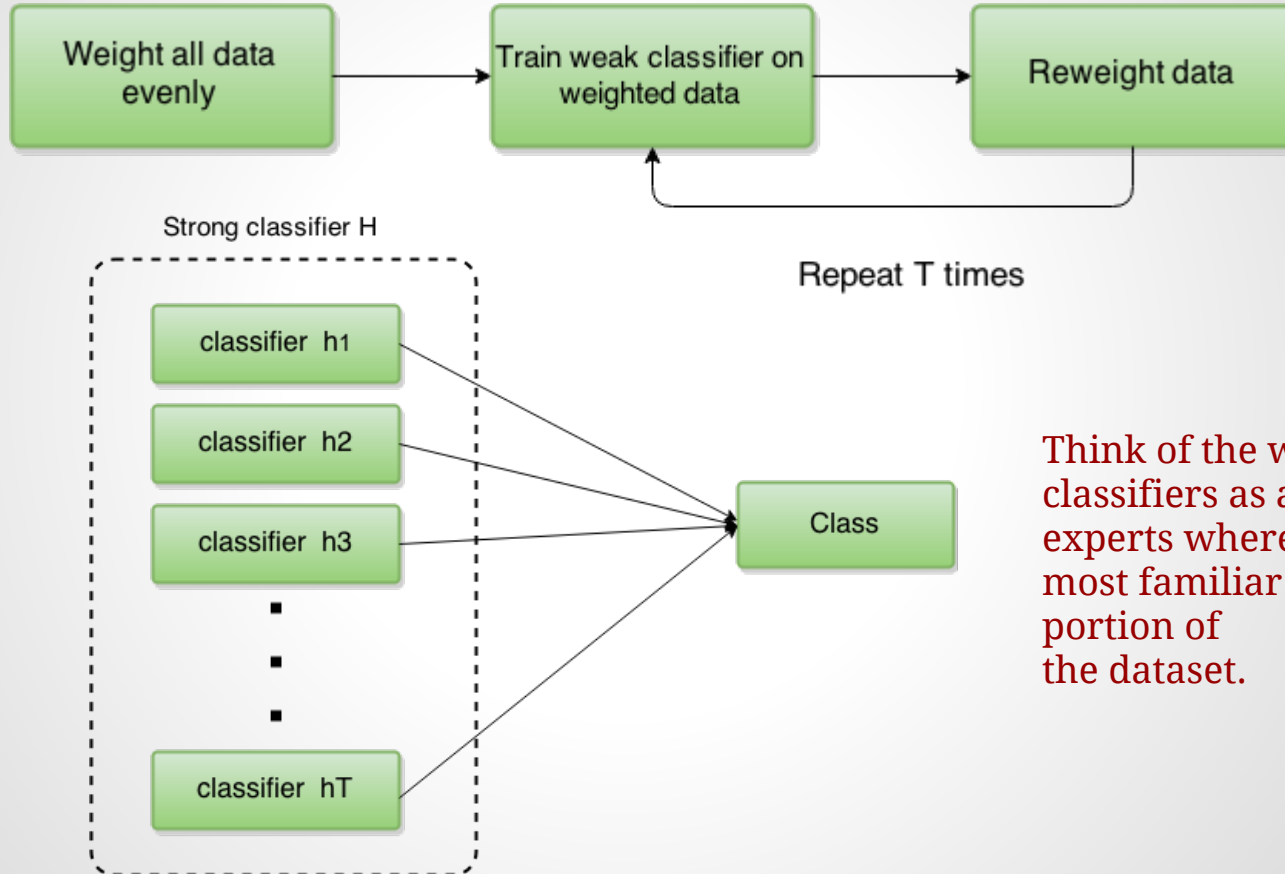 Weight all data
evenly
Train weak classifier on
weighted data
Reweight data
Repeat T times
Strong classifier H
classifier h1
classifier h2
classifier h3
classifier hT
Class
Think of the
classifiers as
experts where
most familiar
portion of
the dataset.